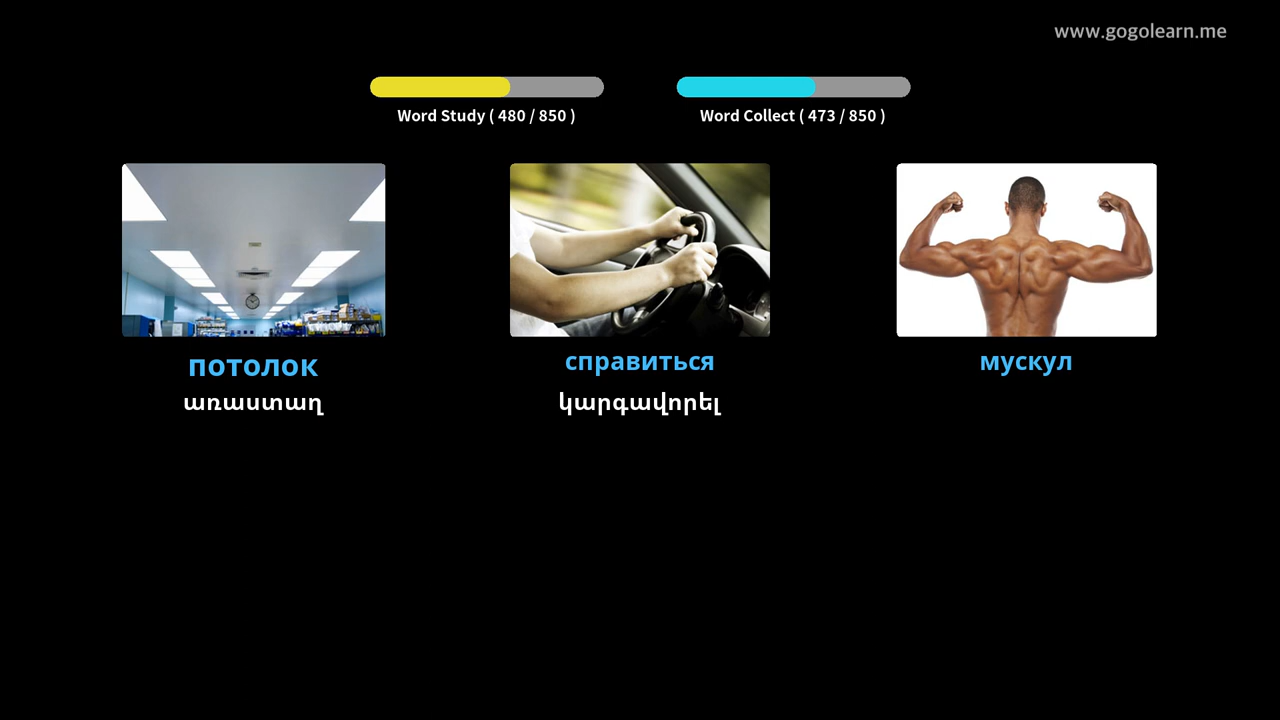 www.gogolearn.me
Word Study ( 480 / 850 )
Word Collect ( 473 / 850 )
потолок
առաստաղ
справиться
կարգավորել
мускул